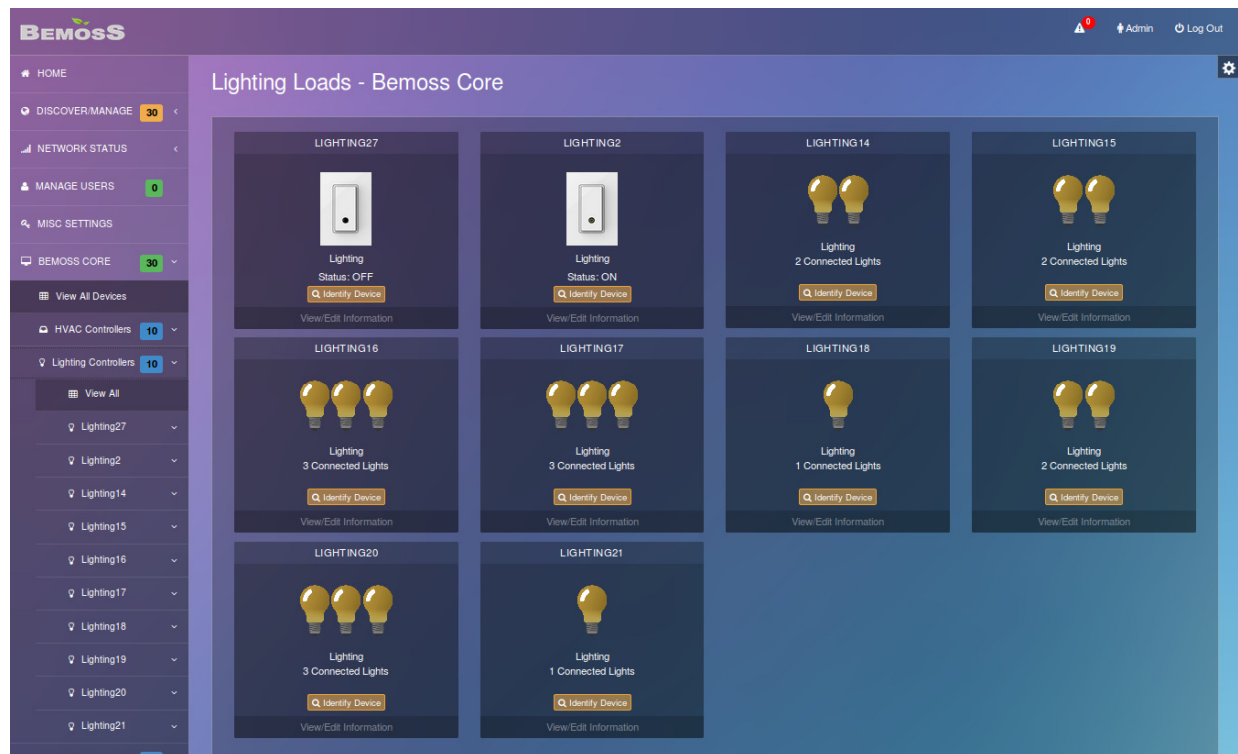 BEMOSS
0
Admin
Log Out
HOME
DISCOVER/MANAGE 30
NETWORK STATUS
MANAGE USERS 0
MISC SETTINGS
BEMOSS CORE 30
View All Devices
HVAC Controllers 10
Lighting Controllers 10
View All
Lighting27
Lighting2
Lighting14
Lighting15
Lighting16
Lighting17
Lighting18
Lighting19
Lighting20
Lighting21
Lighting Loads - Bemoss Core
LIGHTING27
Lighting
Status: OFF
Identify Device
View/Edit Information
LIGHTING2
Lighting
Status: ON
Identify Device
View/Edit Information
LIGHTING14
Lighting
2 Connected Lights
Identify Device
View/Edit Information
LIGHTING15
Lighting
2 Connected Lights
Identify Device
View/Edit Information
LIGHTING16
Lighting
3 Connected Lights
Identify Device
View/Edit Information
LIGHTING17
Lighting
3 Connected Lights
Identify Device
View/Edit Information
LIGHTING18
Lighting
1 Connected Lights
Identify Device
View/Edit Information
LIGHTING19
Lighting
2 Connected Lights
Identify Device
View/Edit Information
LIGHTING20
Lighting
3 Connected Lights
Identify Device
View/Edit Information
LIGHTING21
Lighting
1 Connected Lights
Identify Device
View/Edit Information